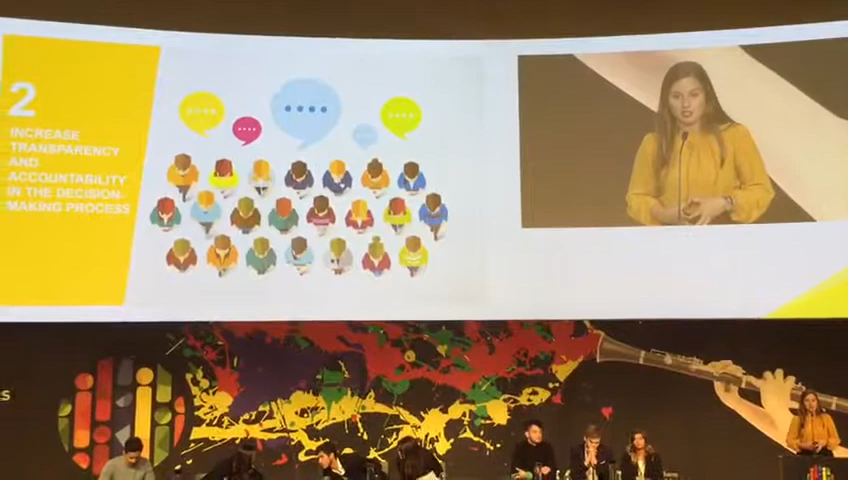 2
INCREASE
TRANSPARENCY
AND
ACCOUNTABILITY
IN THE DECISION-
MAKING PROCESS